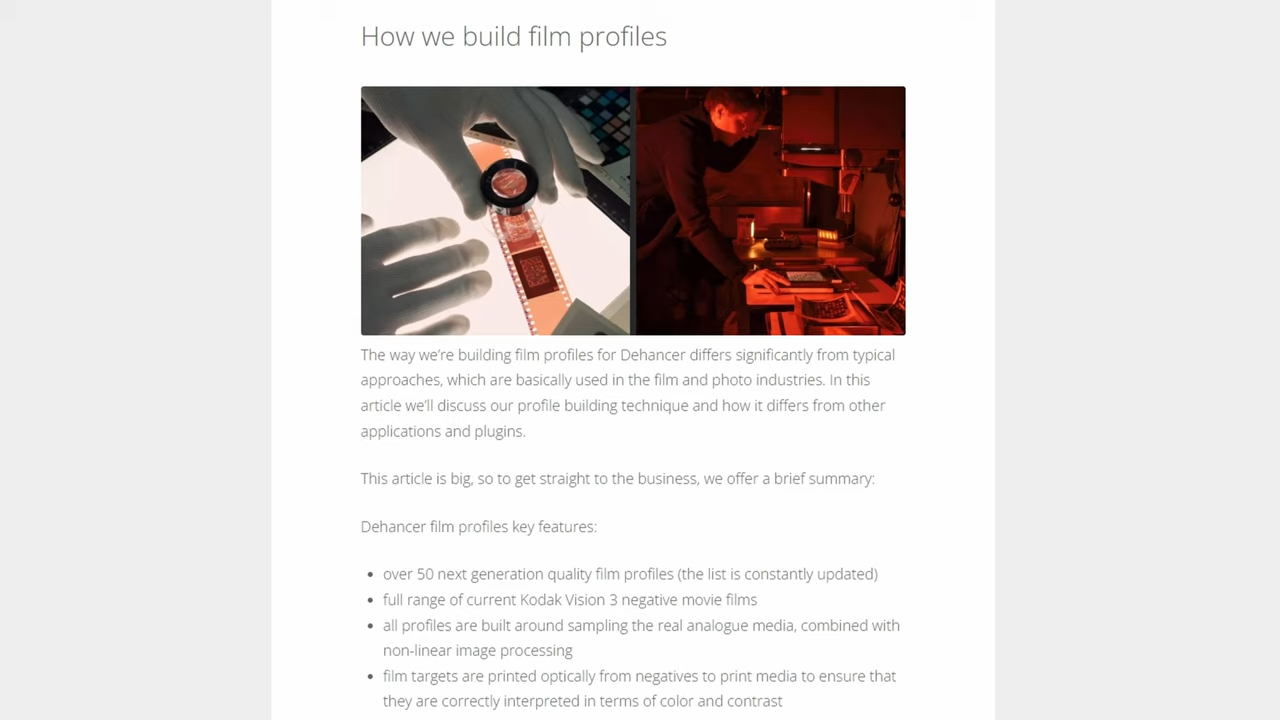 How we build film profiles
The way we're building film profiles for Dehancer differs significantly from typical
approaches, which are basically used in the film and photo industries. In this
article we'll discuss our profile building technique and how it differs from other
applications and plugins.
This article is big, so to get straight to the business, we offer a brief summary:
Dehancer film profiles key features:
• over 50 next generation quality film profiles (the list is constantly updated)
• full range of current Kodak Vision 3 negative movie films
• all profiles are built around sampling the real analogue media, combined with
non-linear image processing
• film targets are printed optically from negatives to print media to ensure that
they are correctly interpreted in terms of color and contrast